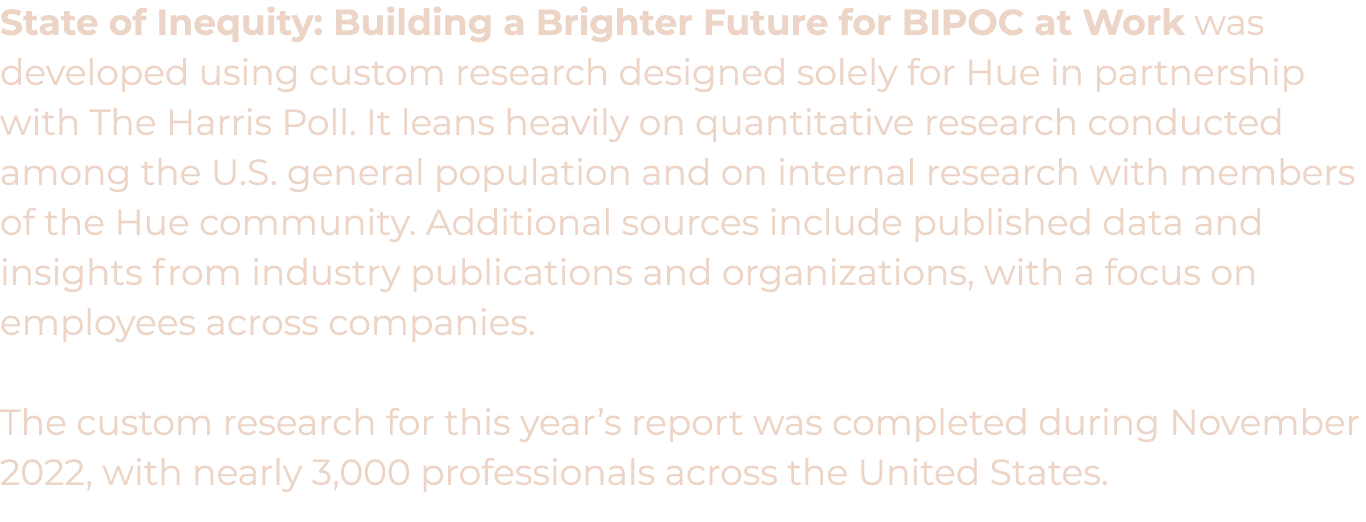 State of Inequity: Building a Brighter Future for BIPOC at Work was
developed using custom research designed solely for Hue in partnership
with The Harris Poll. It leans heavily on quantitative research conducted
among the U.S. general population and on internal research with members
of the Hue community. Additional sources include published data and
insights from industry publications and organizations, with a focus on
employees across companies.
The custom research for this year’s report was completed during November
2022, with nearly 3,000 professionals across the United States.